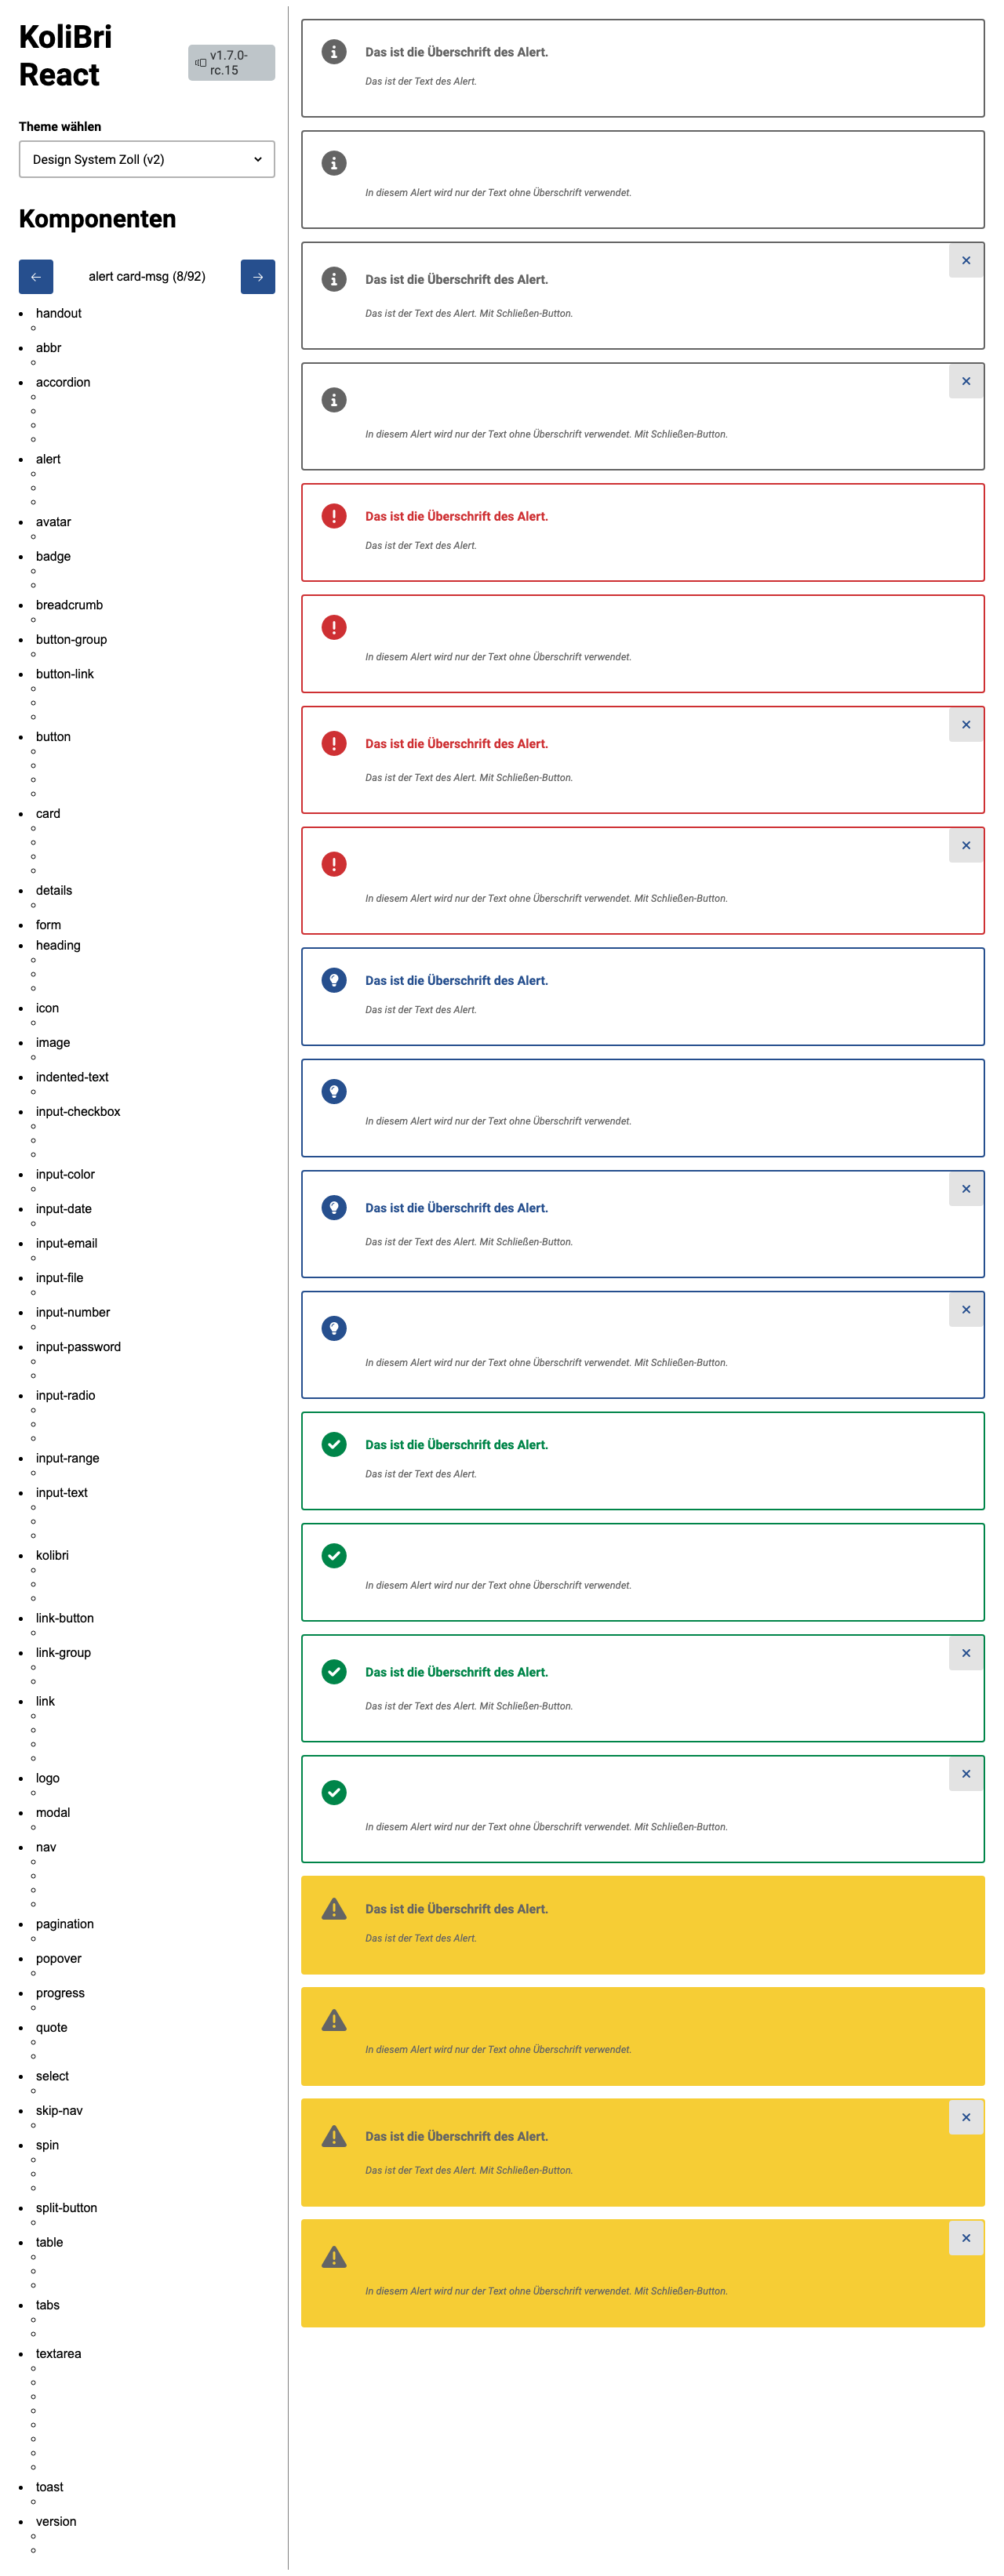 KoliBri
React
v1.7.0-
rc.15
Theme wählen
Design System Zoll (v2)
Komponenten
alert card-msg (8/92)
handout
abbr
accordion
alert
avatar
badge
breadcrumb
button-group
button-link
button
card
details
form
heading
icon
image
indented-text
input-checkbox
input-color
input-date
input-email
input-file
input-number
input-password
input-radio
input-range
input-text
kolibri
link-button
link-group
link
logo
modal
nav
pagination
popover
progress
quote
select
skip-nav
spin
split-button
table
tabs
textarea
toast
version
Das ist die Überschrift des Alert.
Das ist der Text des Alert.
In diesem Alert wird nur der Text ohne Überschrift verwendet.
Das ist die Überschrift des Alert.
Das ist der Text des Alert. Mit Schließen-Button.
In diesem Alert wird nur der Text ohne Überschrift verwendet. Mit Schließen-Button.
Das ist die Überschrift des Alert.
Das ist der Text des Alert.
In diesem Alert wird nur der Text ohne Überschrift verwendet.
Das ist die Überschrift des Alert.
Das ist der Text des Alert. Mit Schließen-Button.
In diesem Alert wird nur der Text ohne Überschrift verwendet. Mit Schließen-Button.
Das ist die Überschrift des Alert.
Das ist der Text des Alert.
In diesem Alert wird nur der Text ohne Überschrift verwendet.
Das ist die Überschrift des Alert.
Das ist der Text des Alert. Mit Schließen-Button.
In diesem Alert wird nur der Text ohne Überschrift verwendet. Mit Schließen-Button.
Das ist die Überschrift des Alert.
Das ist der Text des Alert.
In diesem Alert wird nur der Text ohne Überschrift verwendet.
Das ist die Überschrift des Alert.
Das ist der Text des Alert. Mit Schließen-Button.
In diesem Alert wird nur der Text ohne Überschrift verwendet. Mit Schließen-Button.
Das ist die Überschrift des Alert.
Das ist der Text des Alert.
In diesem Alert wird nur der Text ohne Überschrift verwendet.
Das ist die Überschrift des Alert.
Das ist der Text des Alert. Mit Schließen-Button.
In diesem Alert wird nur der Text ohne Überschrift verwendet. Mit Schließen-Button.